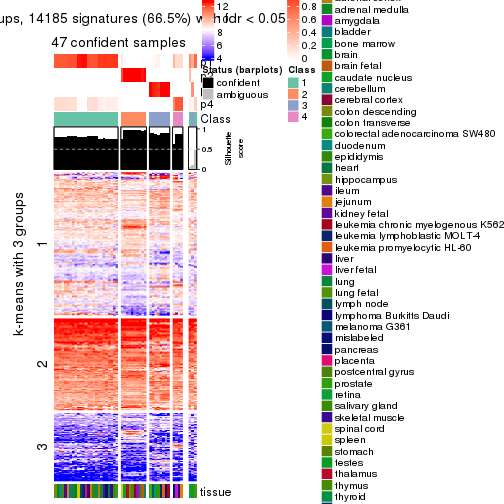 ups, 14185 signatures (66.5%) with fdr < 0.05
47 confident samples
p4
Class
1
0.5
0
Silhouette
score
k-means with 3 groups
1
2
3
tissue
12
10
8
6
4
Status (barplots)
confident
ambiguous
0.8
0.6
0.4
0.2
0
Class
1
2
3
4
adrenal medulla
amygdala
bladder
bone marrow
brain
brain fetal
caudate nucleus
cerebellum
cerebral cortex
colon descending
colon transverse
colorectal adenocarcinoma SW480
duodenum
epididymis
heart
hippocampus
ileum
jejunum
kidney fetal
leukemia chronic myelogenous K562
leukemia lymphoblastic MOLT-4
leukemia promyelocytic HL-60
liver
liver fetal
lung
lung fetal
lymph node
lymphoma Burkitts Daudi
melanoma G361
mislabeled
pancreas
placenta
postcentral gyrus
prostate
retina
salivary gland
skeletal muscle
spinal cord
spleen
stomach
testes
thalamus
thymus
thyroid